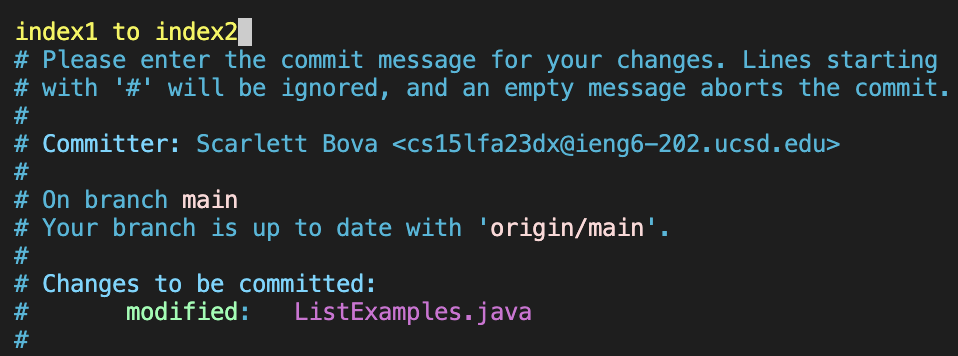 index1 to index2
# Please enter the commit message for your changes. Lines starting
# with '#' will be ignored, and an empty message aborts the commit.
#
# Committer: Scarlett Bova <cs15lfa23dx@ieng6-202.ucsd.edu>
#
# On branch main
# Your branch is up to date with 'origin/main'.
#
# Changes to be committed:
#       modified:   ListExamples.java
#